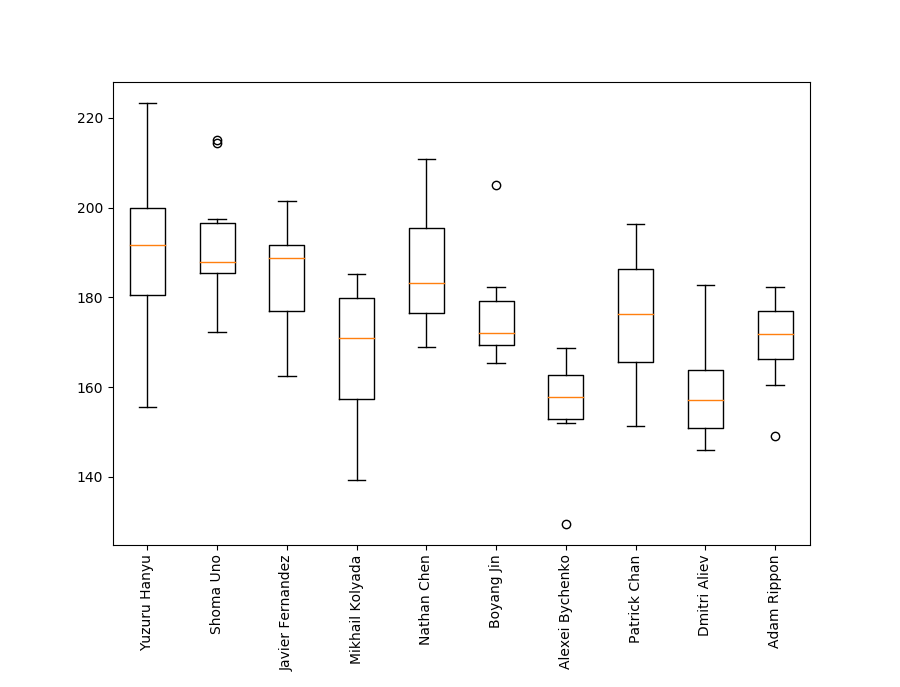 220
200
180
160
140
Yuzuru Hanyu
Shoma Uno
Javier Fernandez
Mikhail Kolyada
Nathan Chen
Boyang Jin
Alexei Bychenko
Patrick Chan
Dmitri Aliev
Adam Rippon